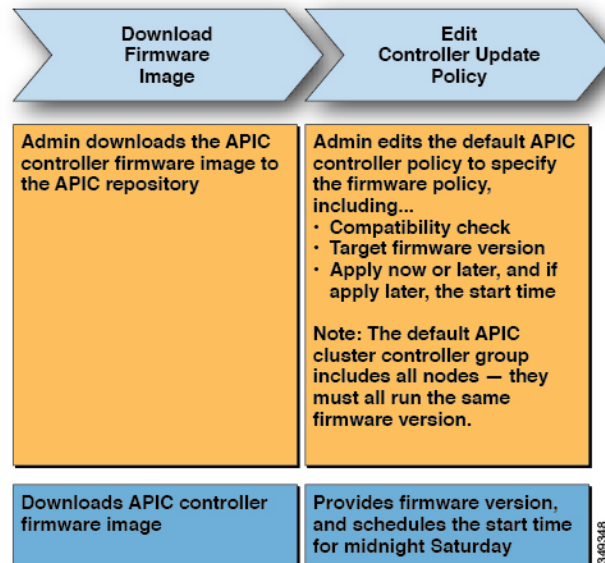 Download
Firmware
Image
Edit
Controller Update
Policy
Admin downloads the APIC
controller firmware image to
the APIC repository
Admin edits the default APIC
controller policy to specify
the firmware policy,
including...
• Compatibility check
• Target firmware version
• Apply now or later, and if
apply later, the start time
Note: The default APIC
cluster controller group
includes all nodes — they
must all run the same
firmware version.
Downloads APIC controller
firmware image
Provides firmware version,
and schedules the start time
for midnight Saturday
349348